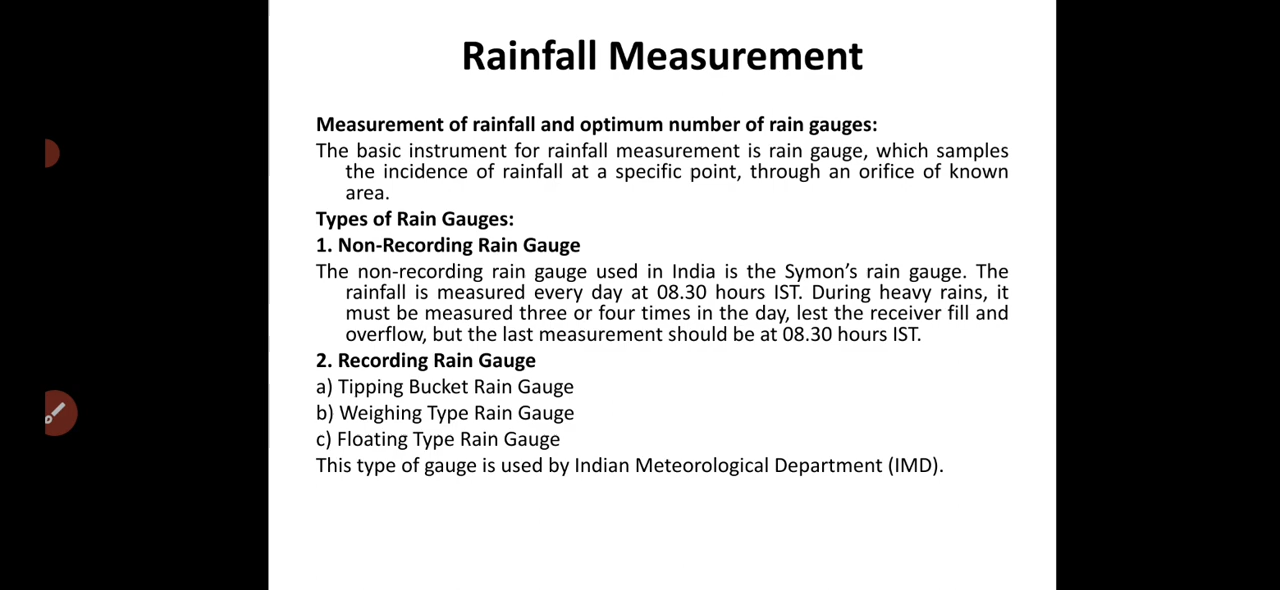 Rainfall Measurement
Measurement of rainfall and optimum number of rain gauges:
The basic instrument for rainfall measurement is rain gauge, which samples
the incidence of rainfall at a specific point, through an orifice of known
area.
Types of Rain Gauges:
1. Non-Recording Rain Gauge
The non-recording rain gauge used in India is the Symon’s rain gauge. The
rainfall is measured every day at 08.30 hours IST. During heavy rains, it
must be measured three or four times in the day, lest the receiver fill and
overflow, but the last measurement should be at 08.30 hours IST.
2. Recording Rain Gauge
a) Tipping Bucket Rain Gauge
b) Weighing Type Rain Gauge
c) Floating Type Rain Gauge
This type of gauge is used by Indian Meteorological Department (IMD).